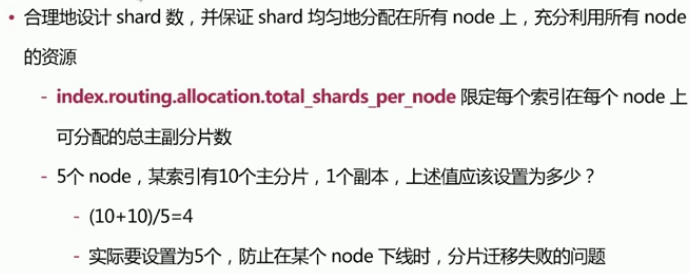 • 合理地设计 shard 数，并保证 shard 均匀地分配在所有 node 上，充分利用所有 node
的资源
- index.routing.allocation.total_shards_per_node 限定每个索引在每个 node 上
可分配的总主副分片数
- 5个 node，某索引有10个主分片，1个副本，上述值应该设置为多少？
- (10+10)/5=4
- 实际要设置为5个，防止在某个 node 下线时，分片迁移失败的问题